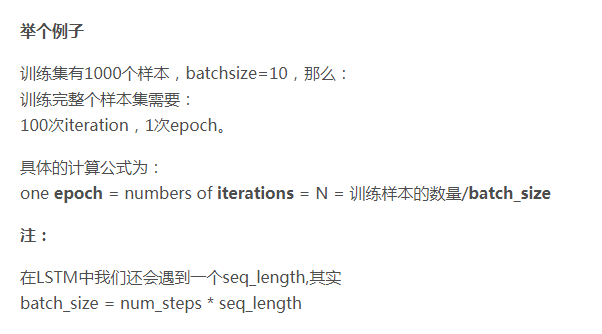 举个例子
训练集有1000个样本，batchsize=10，那么：
训练完整个样本集需要：
100次iteration，1次epoch。
具体的计算公式为：
one epoch = numbers of iterations = N = 训练样本的数量/batch_size
注：
在LSTM中我们还会遇到一个seq_length,其实
batch_size = num_steps * seq_length